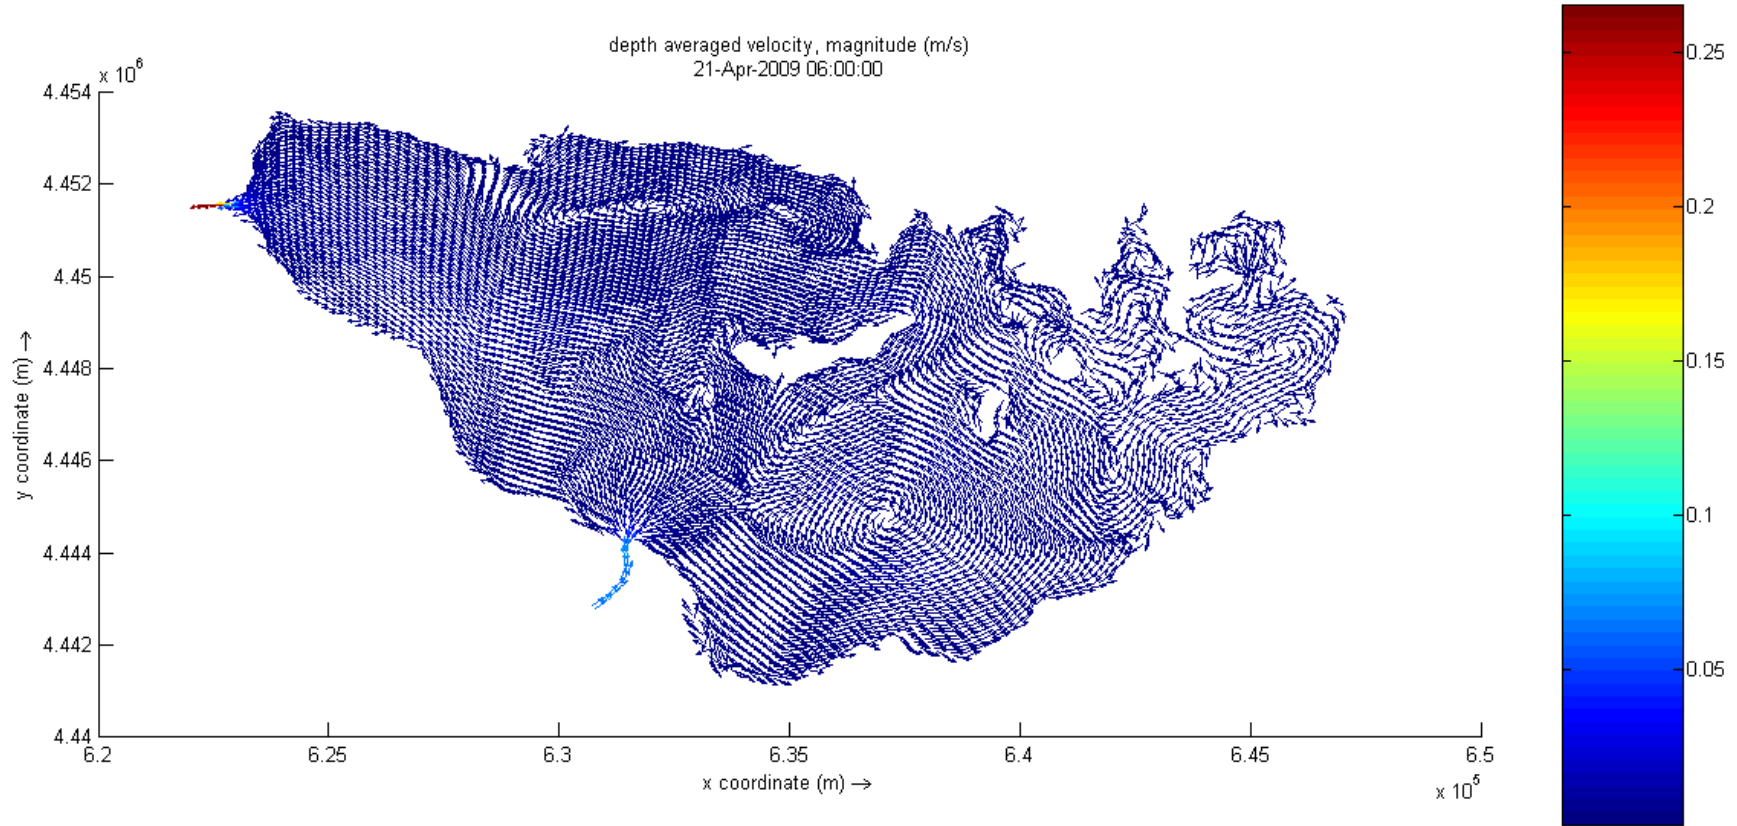 depth averaged velocity, magnitude (m/s)
21-Apr-2009 06:00:00
x 10^6
4.454
4.452
4.45
4.448
4.446
4.444
4.442
4.44
y coordinate (m) →
6.2 6.25 6.3 6.35 6.4 6.45 6.5
x coordinate (m) →
x 10^5
0.25
0.2
0.15
0.1
0.05